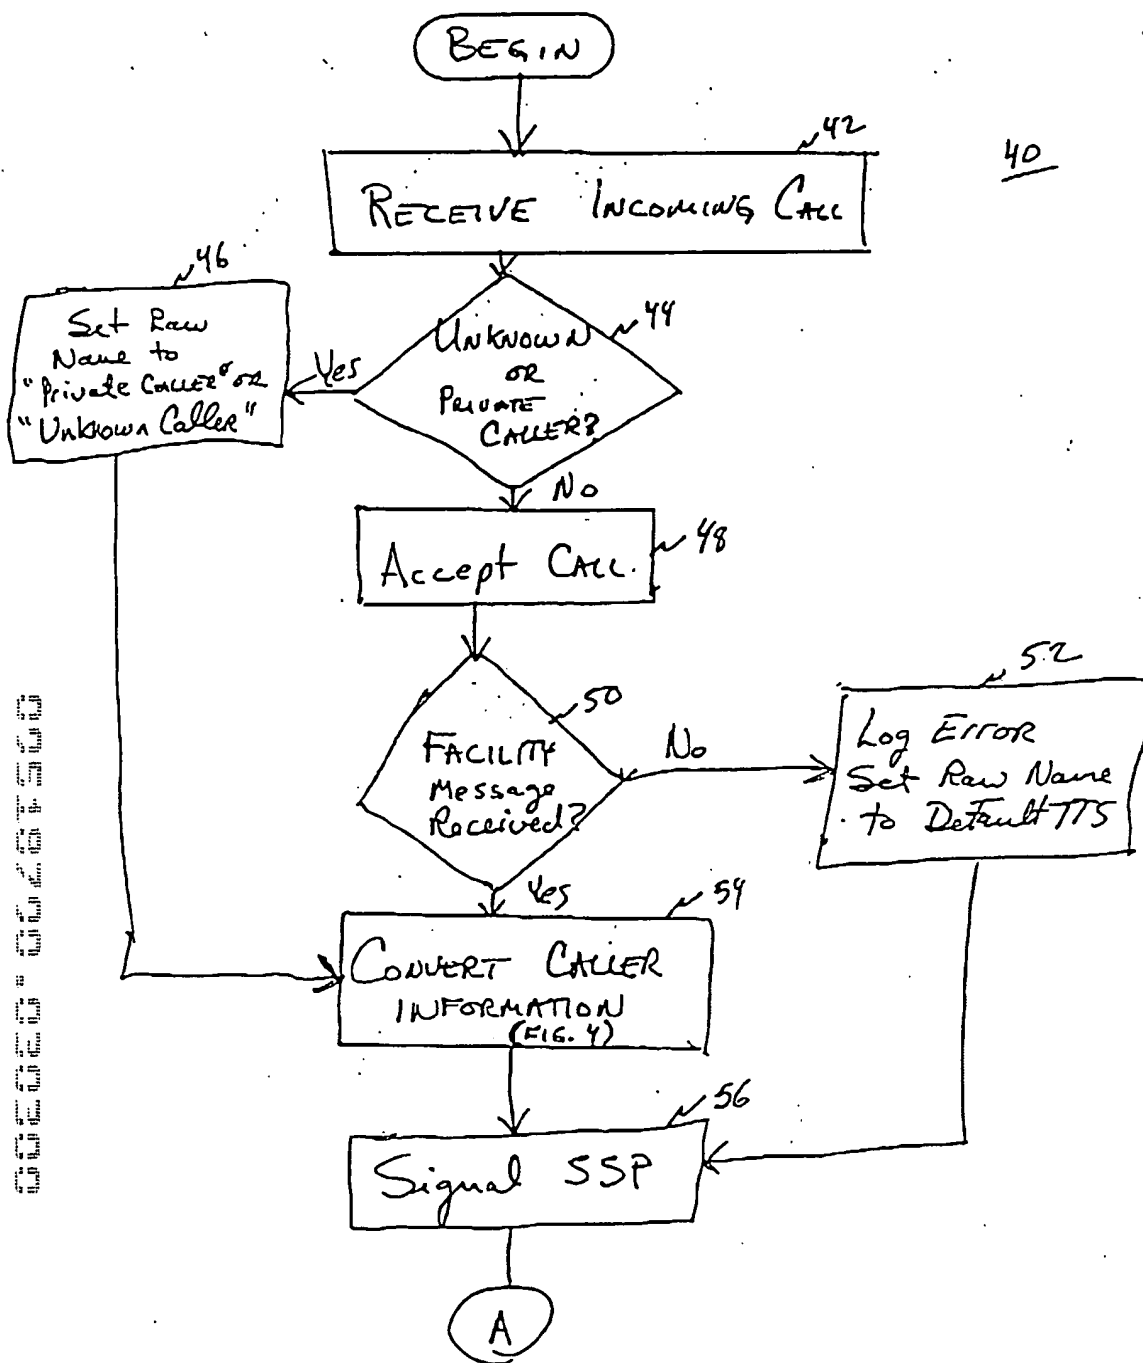 BEGIN
42
40
RECEIVE INCOMING CALL
46
Set Raw
Name to
"Private CALLER" OR
"Unknown Caller"
Yes
44
UNKNOWN
OR
PRIVATE
CALLER?
No
Accept CALL.
48
50
FACILITY
Message
Received?
No
52
Log ERROR
Set Raw Name
to Default TTS
Yes
54
CONVERT CALLER
INFORMATION
(FIG. 4)
56
Signal SSP
A